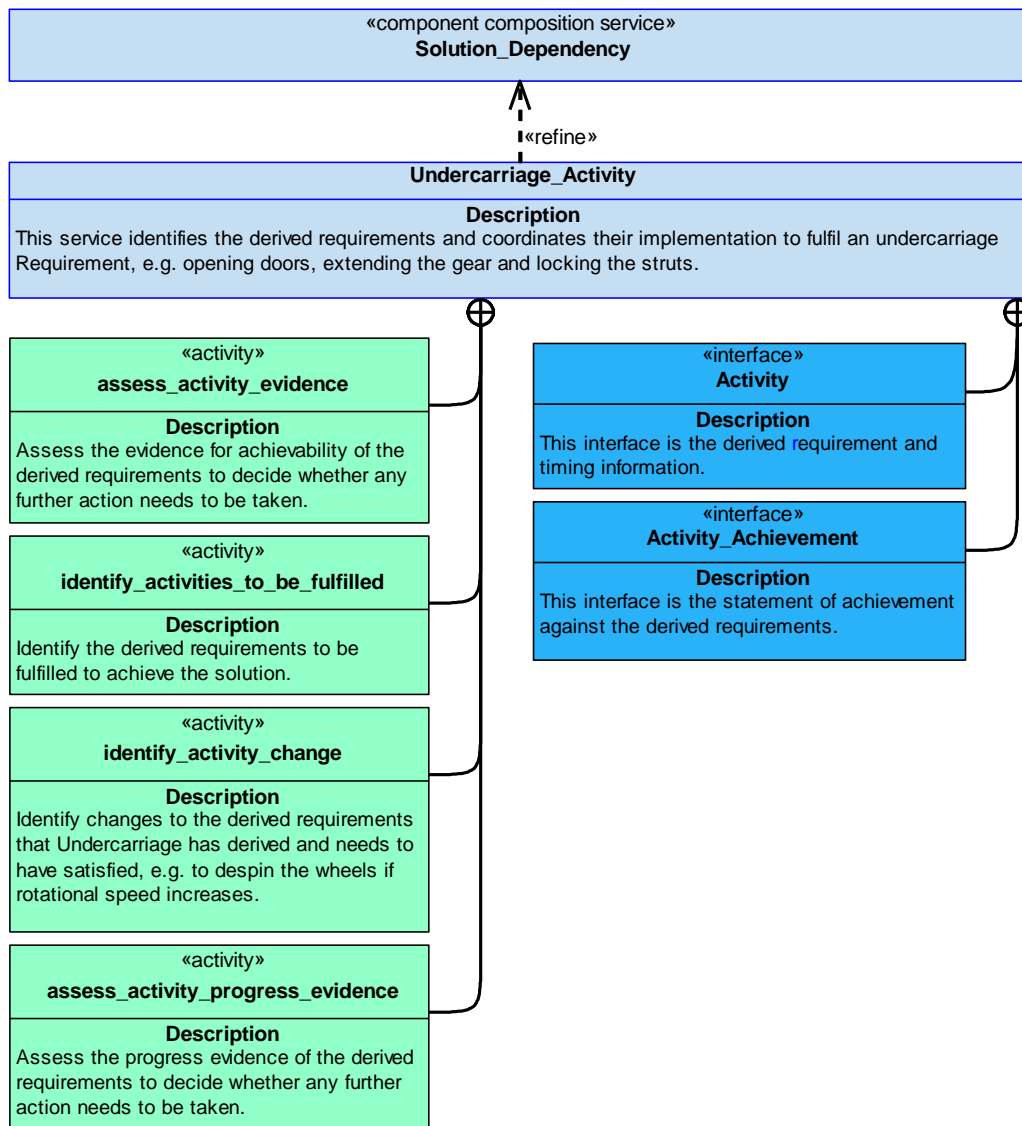 «component composition service»
Solution_Dependency
«refine»
Undercarriage_Activity
Description
This service identifies the derived requirements and coordinates their implementation to fulfil an undercarriage
Requirement, e.g. opening doors, extending the gear and locking the struts.
«activity»
assess_activity_evidence
Description
Assess the evidence for achievability of the
derived requirements to decide whether any
further action needs to be taken.
«activity»
identify_activities_to_be_fulfilled
Description
Identify the derived requirements to be
fulfilled to achieve the solution.
«activity»
identify_activity_change
Description
Identify changes to the derived requirements
that Undercarriage has derived and needs to
have satisfied, e.g. to despin the wheels if
rotational speed increases.
«activity»
assess_activity_progress_evidence
Description
Assess the progress evidence of the derived
requirements to decide whether any further
action needs to be taken.
«interface»
Activity
Description
This interface is the derived requirement and
timing information.
«interface»
Activity_Achievement
Description
This interface is the statement of achievement
against the derived requirements.